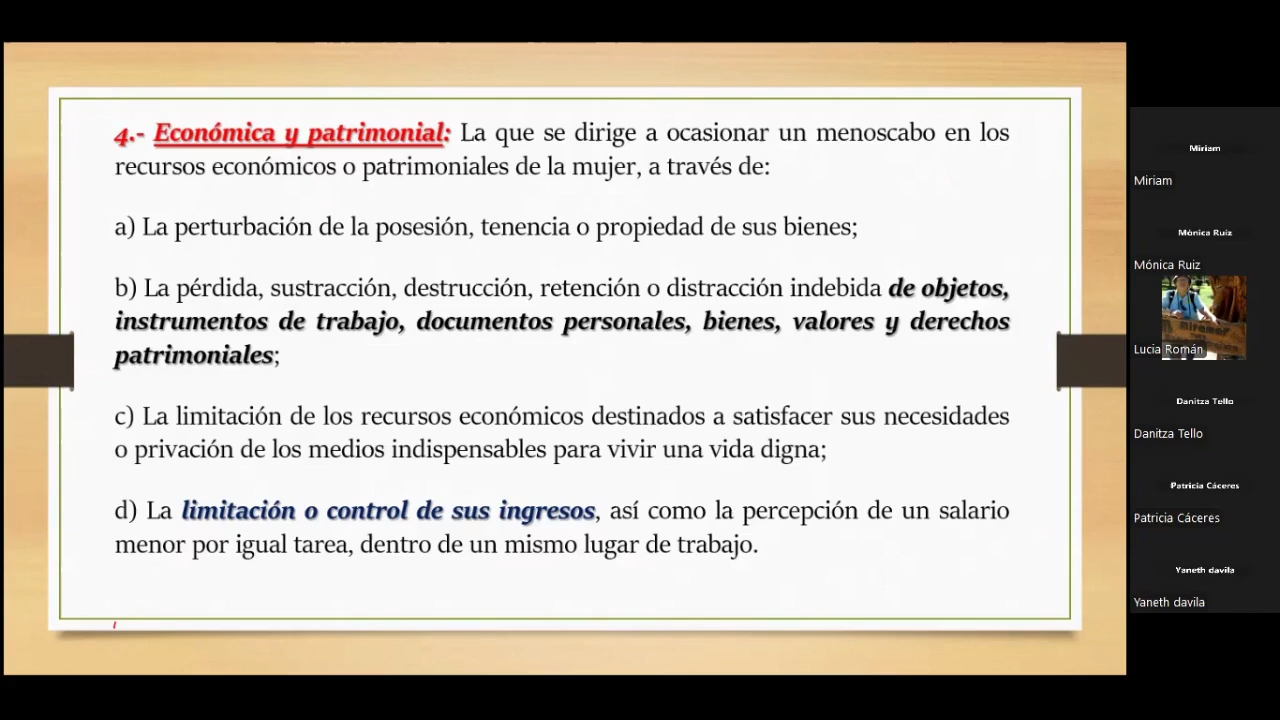 4.- Económica y patrimonial: La que se dirige a ocasionar un menoscabo en los
recursos económicos o patrimoniales de la mujer, a través de:
a) La perturbación de la posesión, tenencia o propiedad de sus bienes;
b) La pérdida, sustracción, destrucción, retención o distracción indebida de objetos,
instrumentos de trabajo, documentos personales, bienes, valores y derechos
patrimoniales;
c) La limitación de los recursos económicos destinados a satisfacer sus necesidades
o privación de los medios indispensables para vivir una vida digna;
d) La limitación o control de sus ingresos, así como la percepción de un salario
menor por igual tarea, dentro de un mismo lugar de trabajo.
Miriam
Miriam
Mónica Ruiz
Mónica Ruiz
Miramar
Lucia Román
Danitza Tello
Danitza Tello
Patricia Cáceres
Patricia Cáceres
Yaneth davila
Yaneth davila